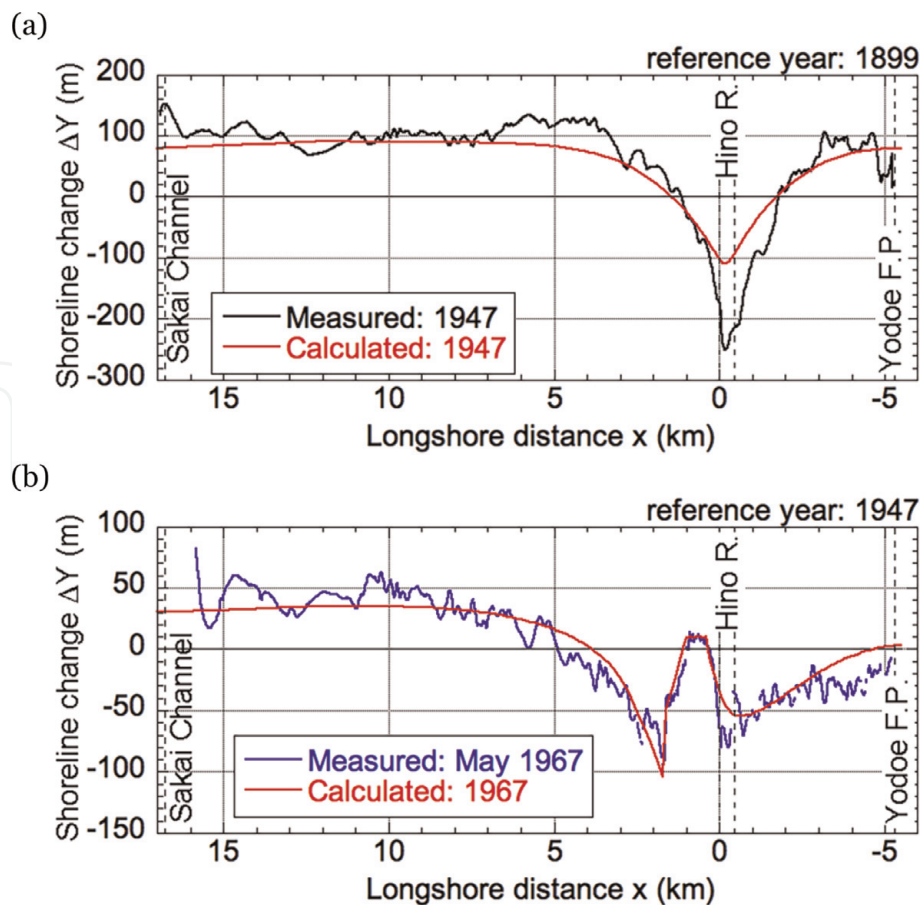 (a)
reference year: 1899
Shoreline change ΔY (m)
200
100
0
-100
-200
-300
Sakai Channel
Hino R.
Yodoe F.P.
Measured: 1947
Calculated: 1947
15
10
5
0
-5
Longshore distance x (km)
(b)
reference year: 1947
Shoreline change ΔY (m)
100
50
0
-50
-100
-150
Sakai Channel
Hino R.
Yodoe F.P.
Measured: May 1967
Calculated: 1967
15
10
5
0
-5
Longshore distance x (km)